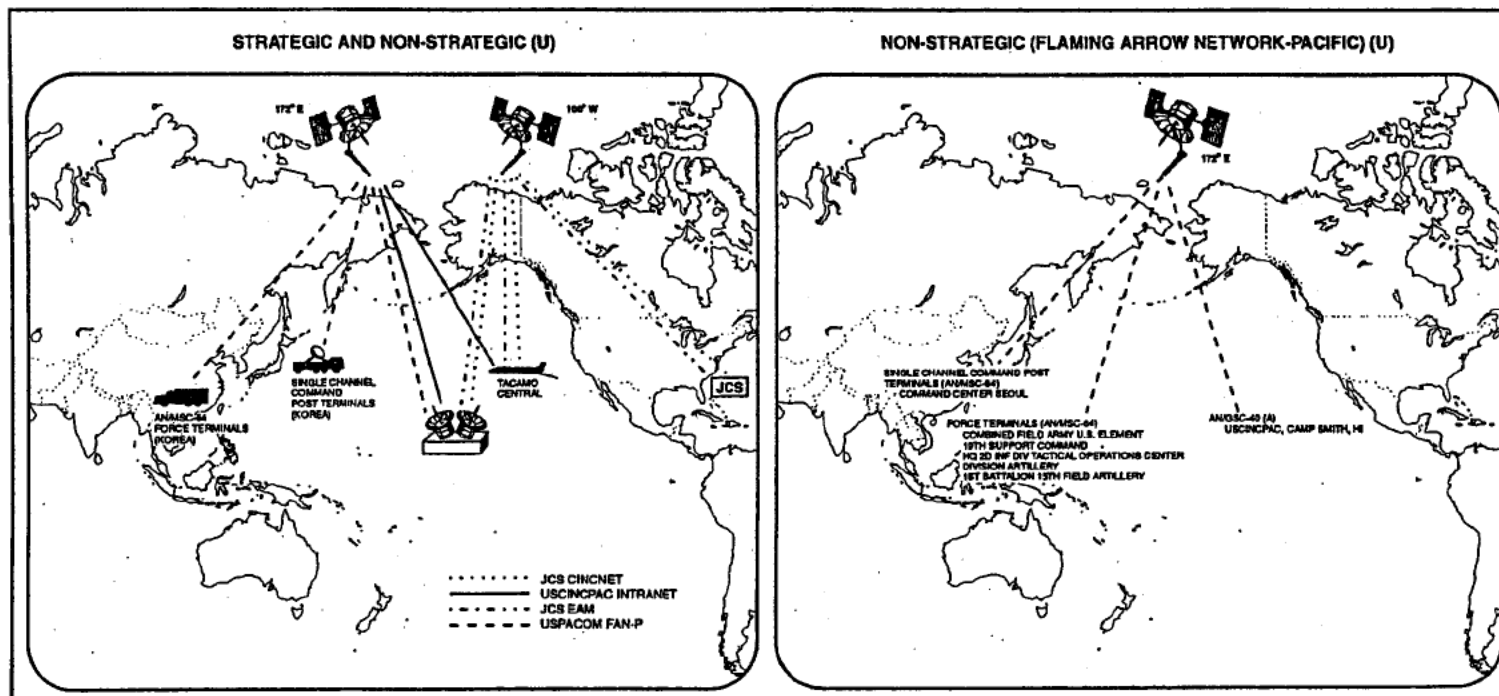 STRATEGIC AND NON-STRATEGIC (U)
172° E
100° W
SINGLE CHANNEL
COMMAND
POST TERMINALS
(KOREA)
AN/MSC-64
FORCE TERMINALS
(KOREA)
TACAMO
CENTRAL
JCS
JCS CINCNET
USCINCPAC INTRANET
JCS EAM
USPACOM FAN-P
NON-STRATEGIC (FLAMING ARROW NETWORK-PACIFIC) (U)
172° E
SINGLE CHANNEL COMMAND POST
TERMINALS (AN/MSC-64)
COMMAND CENTER SEOUL
FORCE TERMINALS (AN/MSC-64)
COMBINED FIELD ARMY U.S. ELEMENT
19TH SUPPORT COMMAND
HQ 2D INF DIV TACTICAL OPERATIONS CENTER
DIVISION ARTILLERY
1ST BATTALION 15TH FIELD ARTILLERY
AN/GSC-40 (A)
USCINCPAC, CAMP SMITH, HI